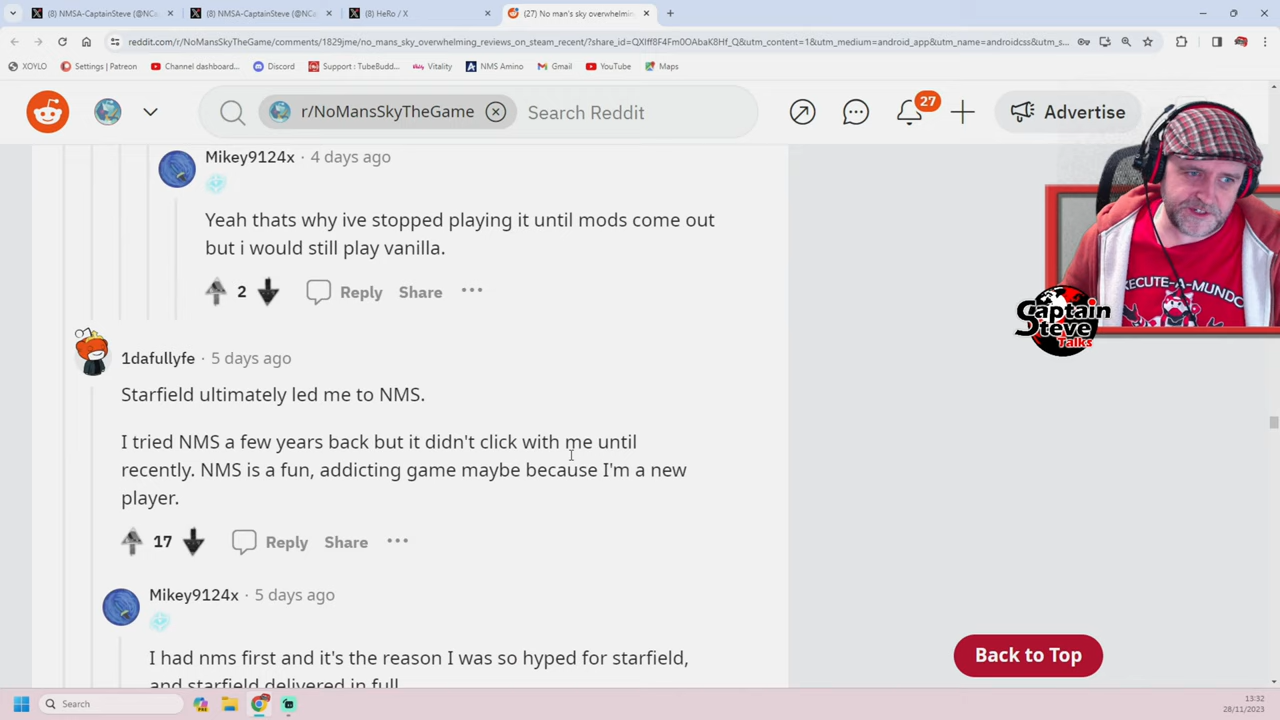 (8) NMSA-CaptainSteve (@NCa
(8) NMSA-CaptainSteve (@NCa
(8) HeRo / X
(27) No man's sky overwhelming
reddit.com/r/NoMansSkyTheGame/comments/1829jme/no_mans_sky_overwhelming_reviews_on_steam_recent/?share_id=QXIff8F4Fm0OAbaK8Hf_Q&utm_content=1&utm_medium=android_app&utm_name=androidcss&utm_s...
XOYLO
Settings | Patreon
Channel dashboard...
Discord
Support : TubeBudd...
Vitality
NMS Amino
Gmail
YouTube
Maps
r/NoMansSkyTheGame
Search Reddit
27
Advertise
Mikey9124x · 4 days ago
Yeah thats why ive stopped playing it until mods come out
but i would still play vanilla.
2
Reply
Share
1dafullyfe · 5 days ago
Starfield ultimately led me to NMS.
I tried NMS a few years back but it didn't click with me until
recently. NMS is a fun, addicting game maybe because I'm a new
player.
17
Reply
Share
Mikey9124x · 5 days ago
I had nms first and it's the reason I was so hyped for starfield,
and starfield delivered in full.
ECUTE-A-MUNDO
Captain
Steve
Talks
Back to Top
Search
13:32
28/11/2023